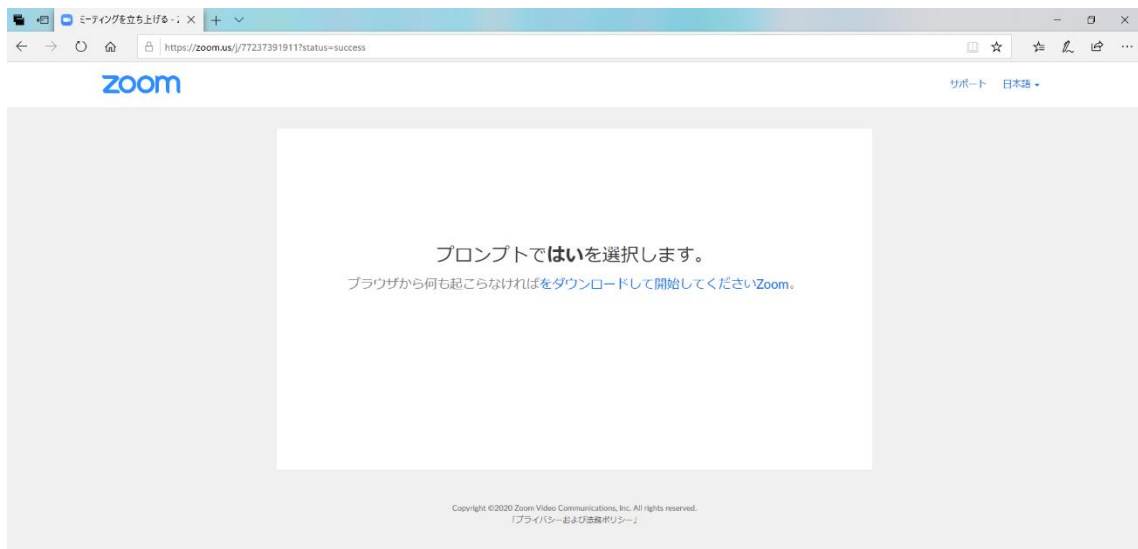 ミーティングを立ち上げる - Z
https://zoom.us/j/77237391911?status=success
zoom
サポート 日本語
プロンプトではいを選択します。
ブラウザから何も起こらなければをダウンロードして開始してくださいZoom。
Copyright ©2020 Zoom Video Communications, Inc. All rights reserved.
「プライバシーおよび法務ポリシー」